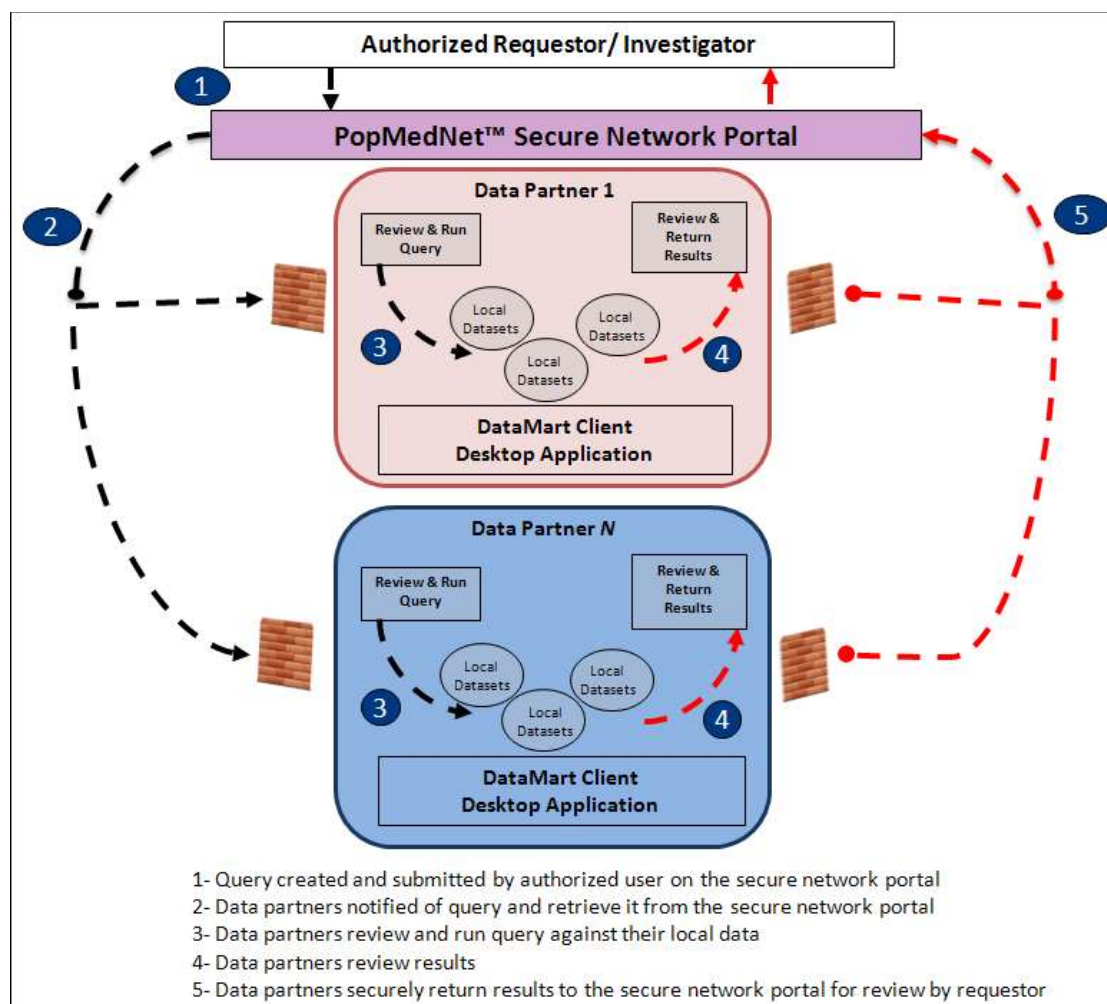 Authorized Requestor/ Investigator
1
PopMedNet™ Secure Network Portal
2
5
Data Partner 1
Review & Run
Query
Review &
Return
Results
Local
Datasets
Local
Datasets
Local
Datasets
3
4
DataMart Client
Desktop Application
Data Partner N
Review & Run
Query
Review &
Return
Results
Local
Datasets
Local
Datasets
Local
Datasets
3
4
DataMart Client
Desktop Application
1- Query created and submitted by authorized user on the secure network portal
2- Data partners notified of query and retrieve it from the secure network portal
3- Data partners review and run query against their local data
4- Data partners review results
5- Data partners securely return results to the secure network portal for review by requestor